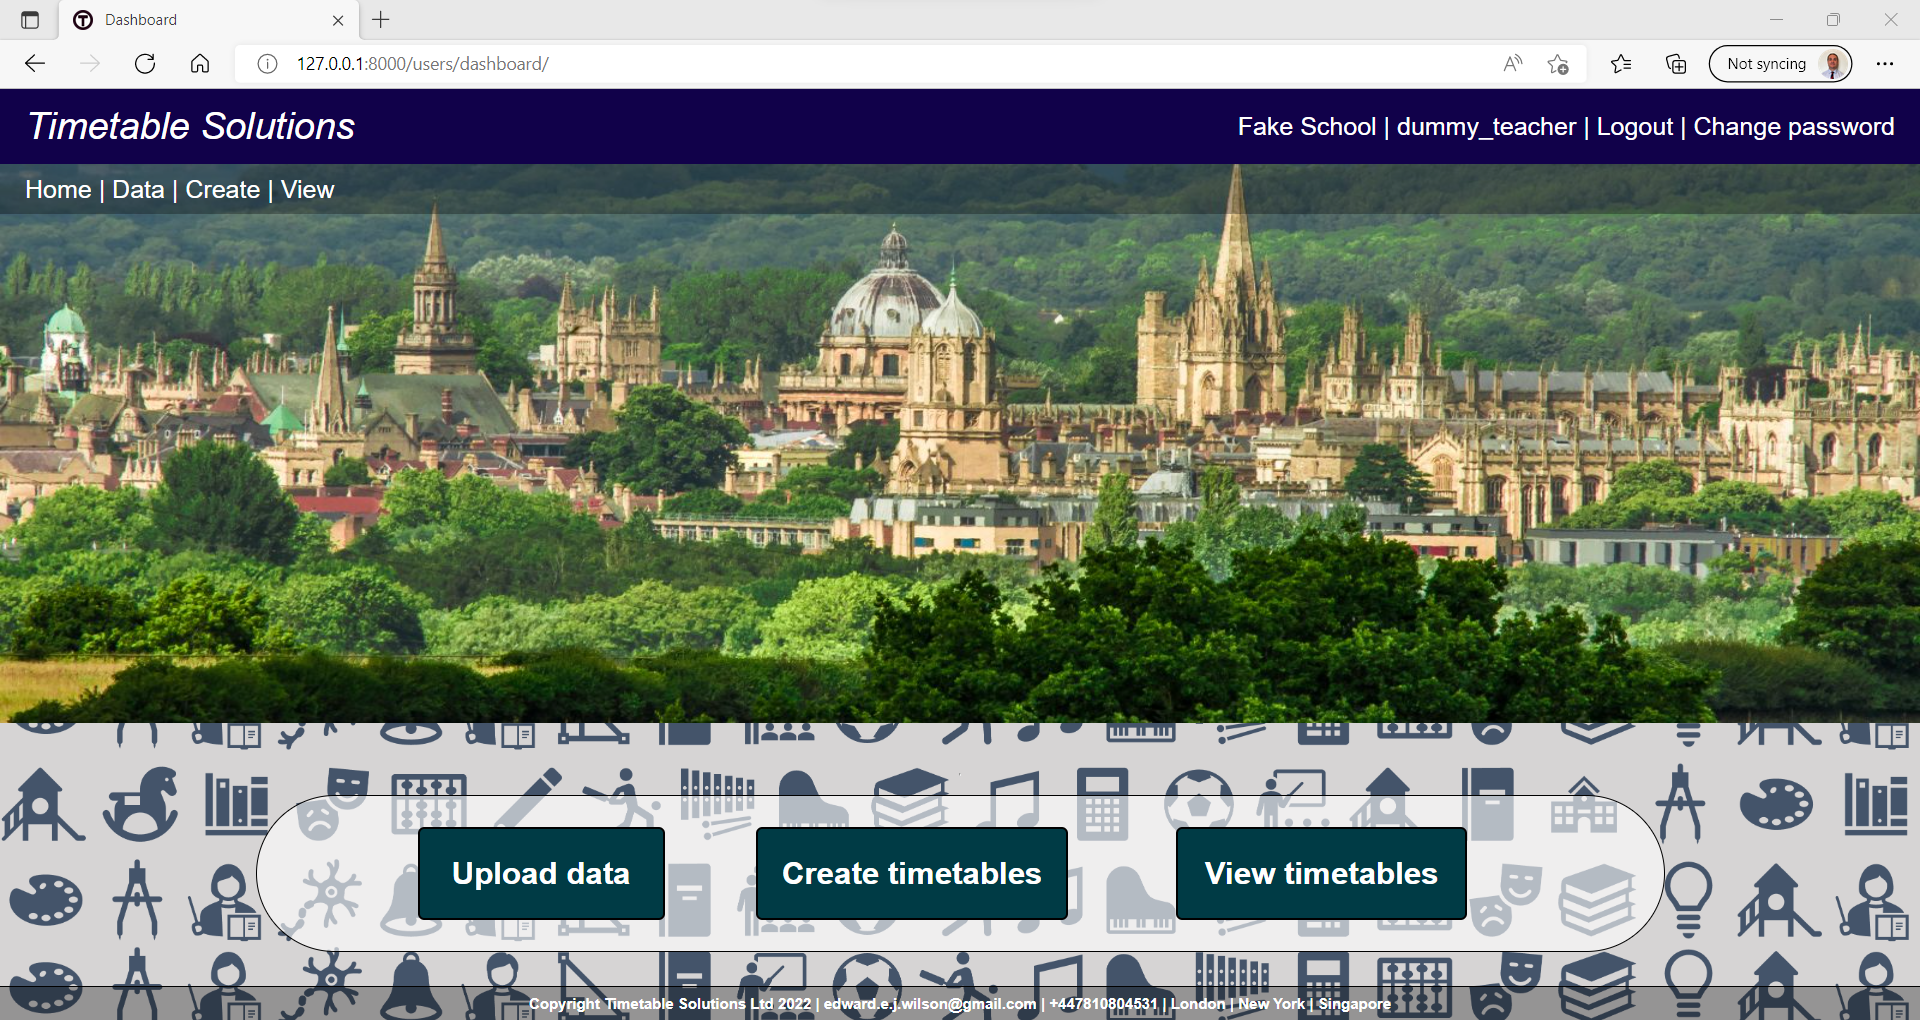 Dashboard
127.0.0.1:8000/users/dashboard/
Not syncing
Timetable Solutions
Fake School | dummy_teacher | Logout | Change password
Home | Data | Create | View
Upload data
Create timetables
View timetables
Copyright Timetable Solutions Ltd 2022 | edward.e.j.wilson@gmail.com | +447810804531 | London | New York | Singapore